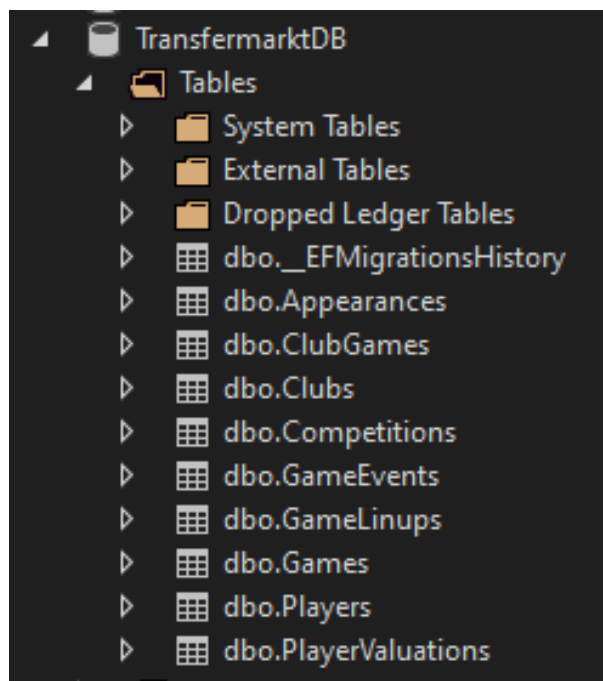 TransfermarktDB
Tables
System Tables
External Tables
Dropped Ledger Tables
dbo.__EFMigrationsHistory
dbo.Appearances
dbo.ClubGames
dbo.Clubs
dbo.Competitions
dbo.GameEvents
dbo.GameLinups
dbo.Games
dbo.Players
dbo.PlayerValuations